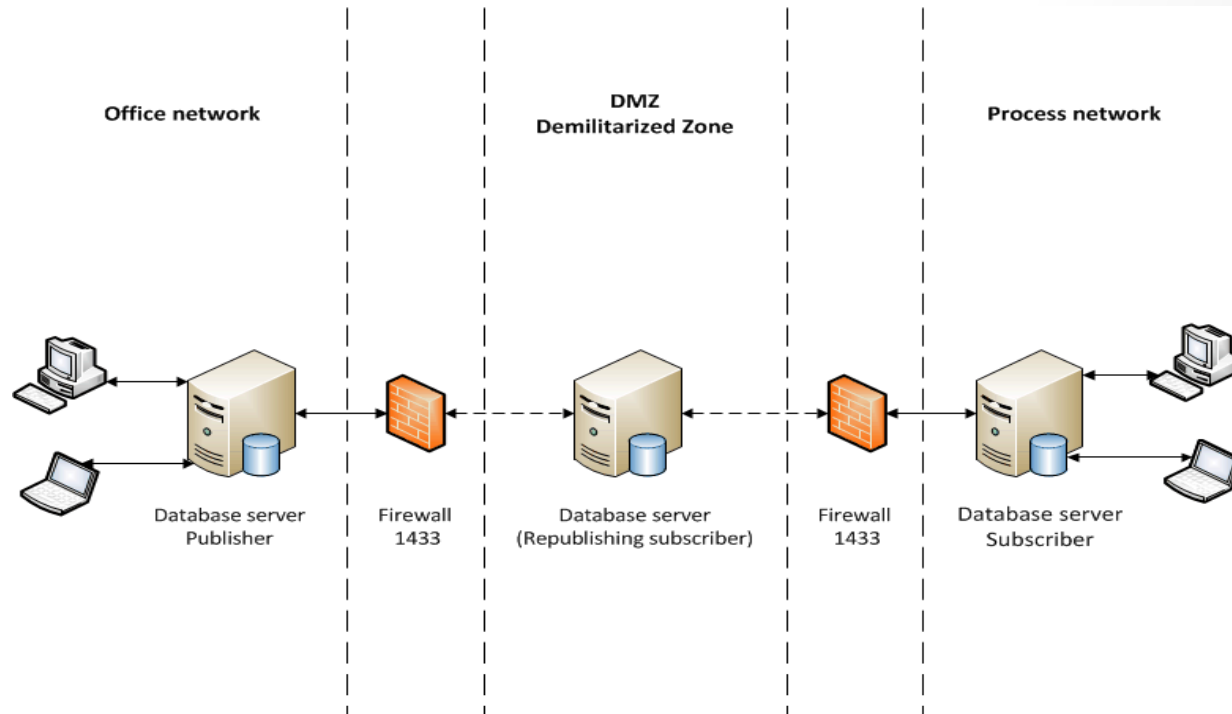 Office network
DMZ
Demilitarized Zone
Process network
Database server
Publisher
Firewall
1433
Database server
(Republishing subscriber)
Firewall
1433
Database server
Subscriber